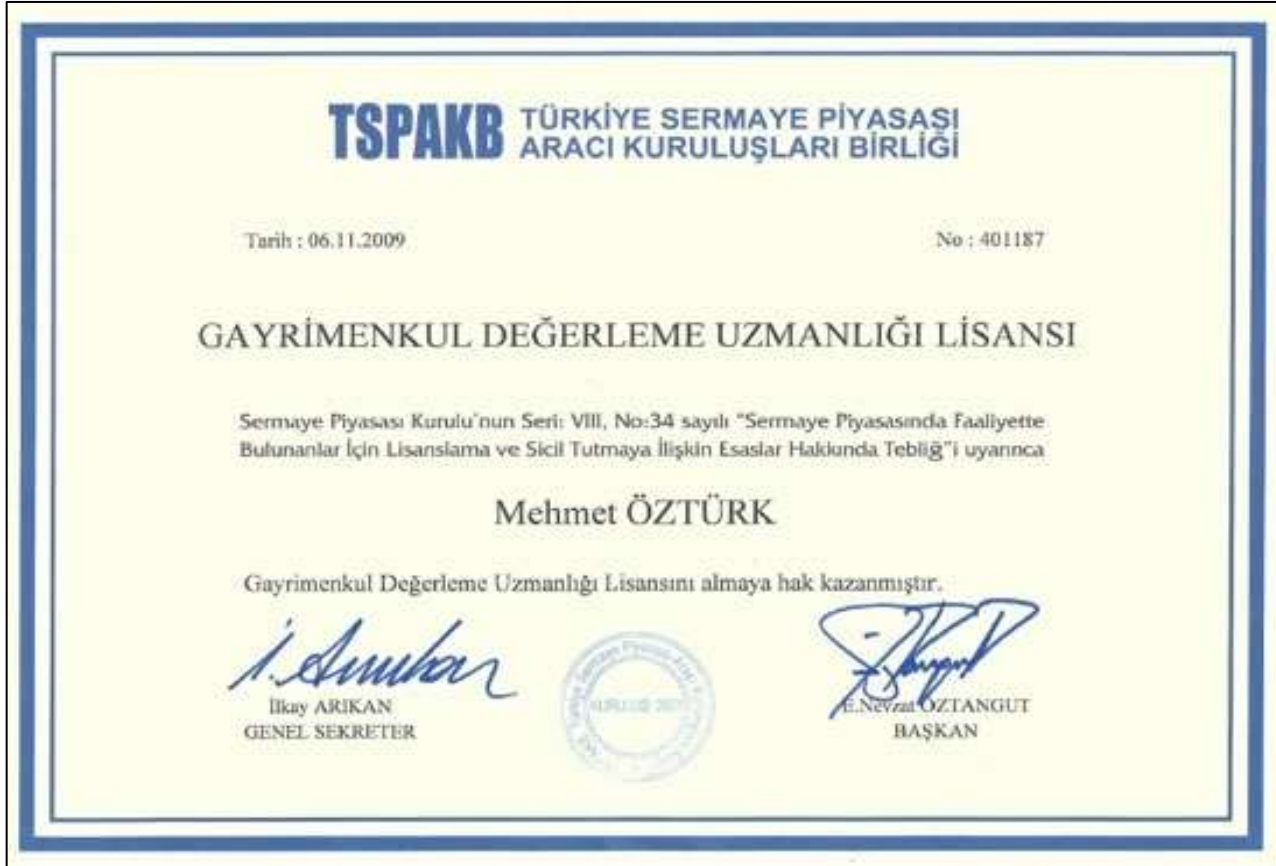 TSPAKB TÜRKİYE SERMAYE PİYASASI
ARACI KURULUŞLARI BİRLİĞİ
Tarih : 06.11.2009 No : 401187
GAYRİMENKUL DEĞERLEME UZMANLIĞI LİSANSI
Sermaye Piyasası Kurulu'nun Seri: VIII, No:34 sayılı "Sermaye Piyasasında Faaliyette
Bulunanlar İçin Lisanslama ve Sicil Tutmaya İlişkin Esaslar Hakkında Tebliğ"i uyarınca
Mehmet ÖZTÜRK
Gayrimenkul Değerleme Uzmanlığı Lisansını almaya hak kazanmıştır.
İlkay ARIKAN
GENEL SEKRETER
E.Nevzat ÖZTANGUT
BAŞKAN